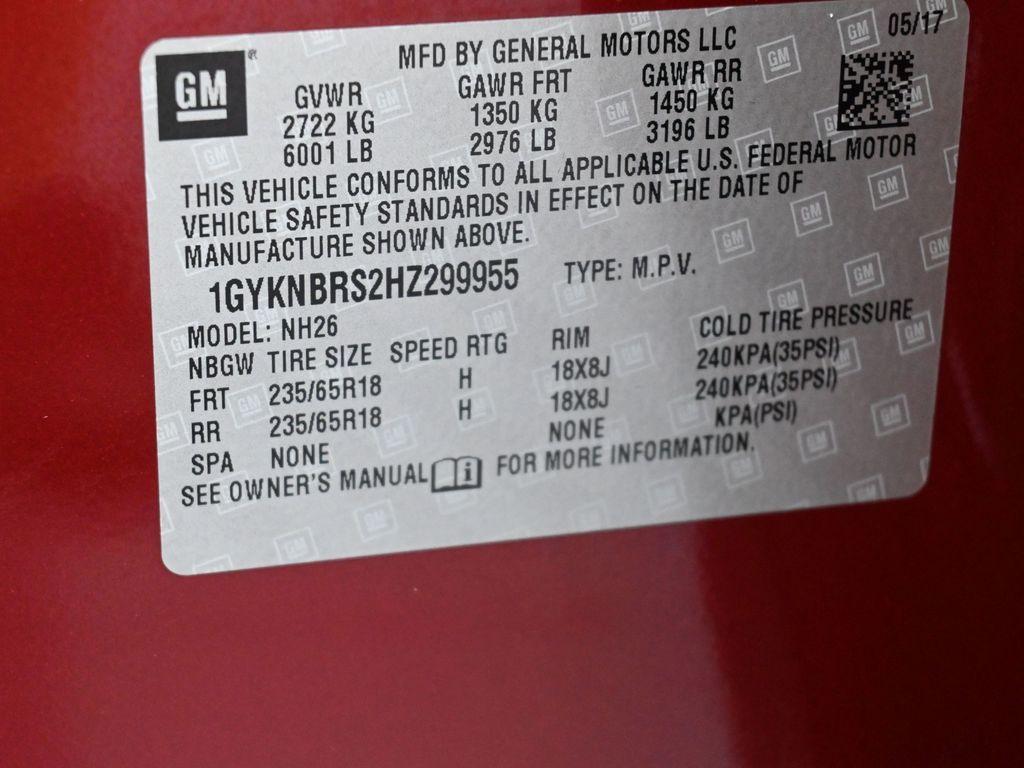 GM ® MFD BY GENERAL MOTORS LLC 05/17
GVWR GAWR FRT GAWR RR
2722 KG 1350 KG 1450 KG
6001 LB 2976 LB 3196 LB
THIS VEHICLE CONFORMS TO ALL APPLICABLE U.S. FEDERAL MOTOR
VEHICLE SAFETY STANDARDS IN EFFECT ON THE DATE OF
MANUFACTURE SHOWN ABOVE.
1GYKNBRS2HZ299955 TYPE: M.P.V.
MODEL: NH26
NBGW TIRE SIZE SPEED RTG RIM COLD TIRE PRESSURE
FRT 235/65R18 H 18X8J 240KPA(35PSI)
RR 235/65R18 H 18X8J 240KPA(35PSI)
SPA NONE NONE KPA(PSI)
SEE OWNER'S MANUAL FOR MORE INFORMATION.